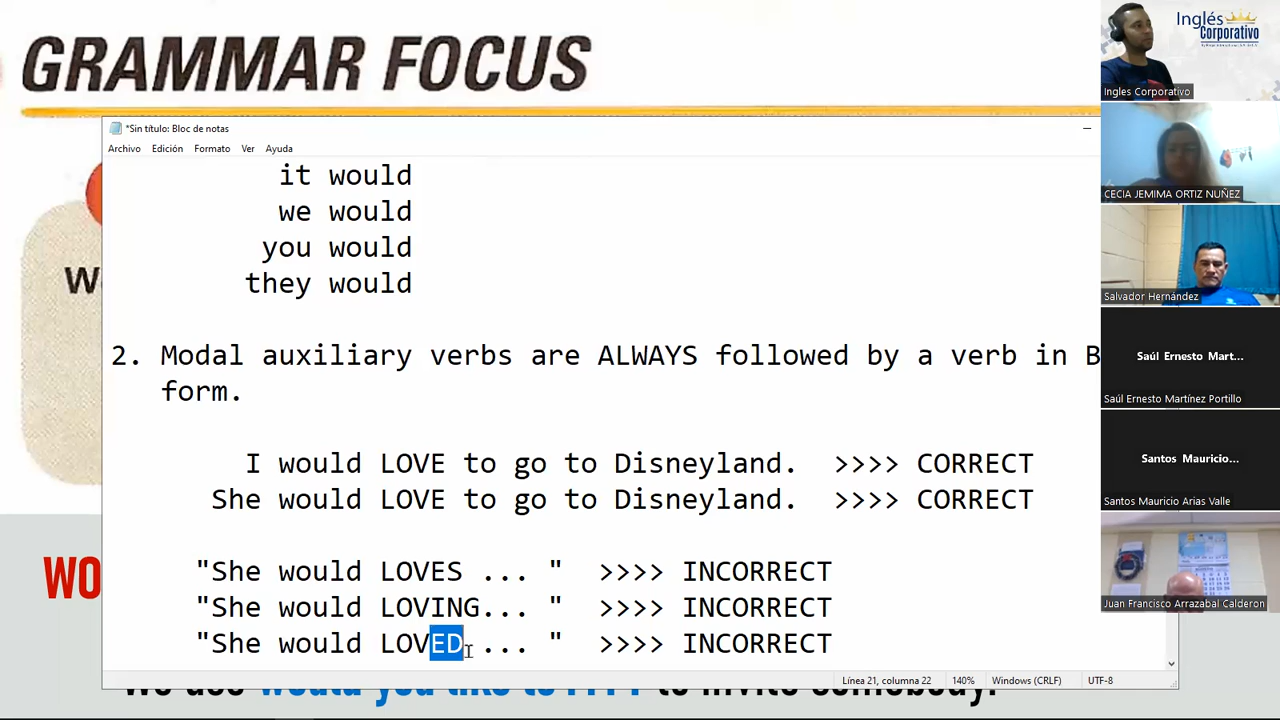 GRAMMAR FOCUS
*Sin título: Bloc de notas
Archivo Edición Formato Ver Ayuda
it would
we would
you would
they would
2. Modal auxiliary verbs are ALWAYS followed by a verb in B
form.
I would LOVE to go to Disneyland. >>>> CORRECT
She would LOVE to go to Disneyland. >>>> CORRECT
"She would LOVES ... " >>>> INCORRECT
"She would LOVING... " >>>> INCORRECT
"She would LOVED ... " >>>> INCORRECT
Línea 21, columna 22 140% Windows (CRLF) UTF-8
W
WO
to invite somebody.
Inglés
Corporativo
Ingles Corporativo
CECIA JEMIMA ORTIZ NUÑEZ
Salvador Hernández
Saúl Ernesto Mart...
Saúl Ernesto Martínez Portillo
Santos Mauricio...
Santos Mauricio Arias Valle
Juan Francisco Arrazabal Calderon